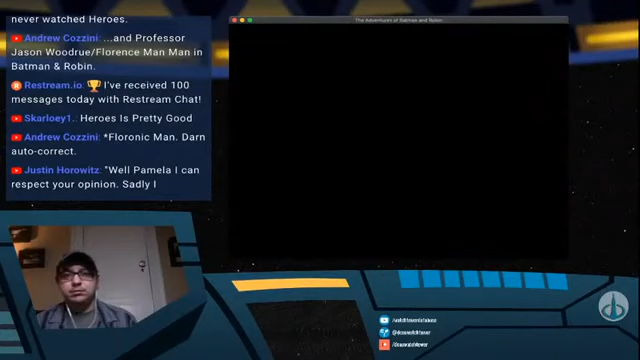 never watched Heroes.
Andrew Cozzini: ...and Professor
Jason Woodrue/Florence Man Man in
Batman & Robin.
Restream.io: 🏆 I've received 100
messages today with Restream Chat!
Skarloey1.: Heroes Is Pretty Good
Andrew Cozzini: *Floronic Man. Darn
auto-correct.
Justin Horowitz: "Well Pamela I can
respect your opinion. Sadly I
The Adventures of Batman and Robin